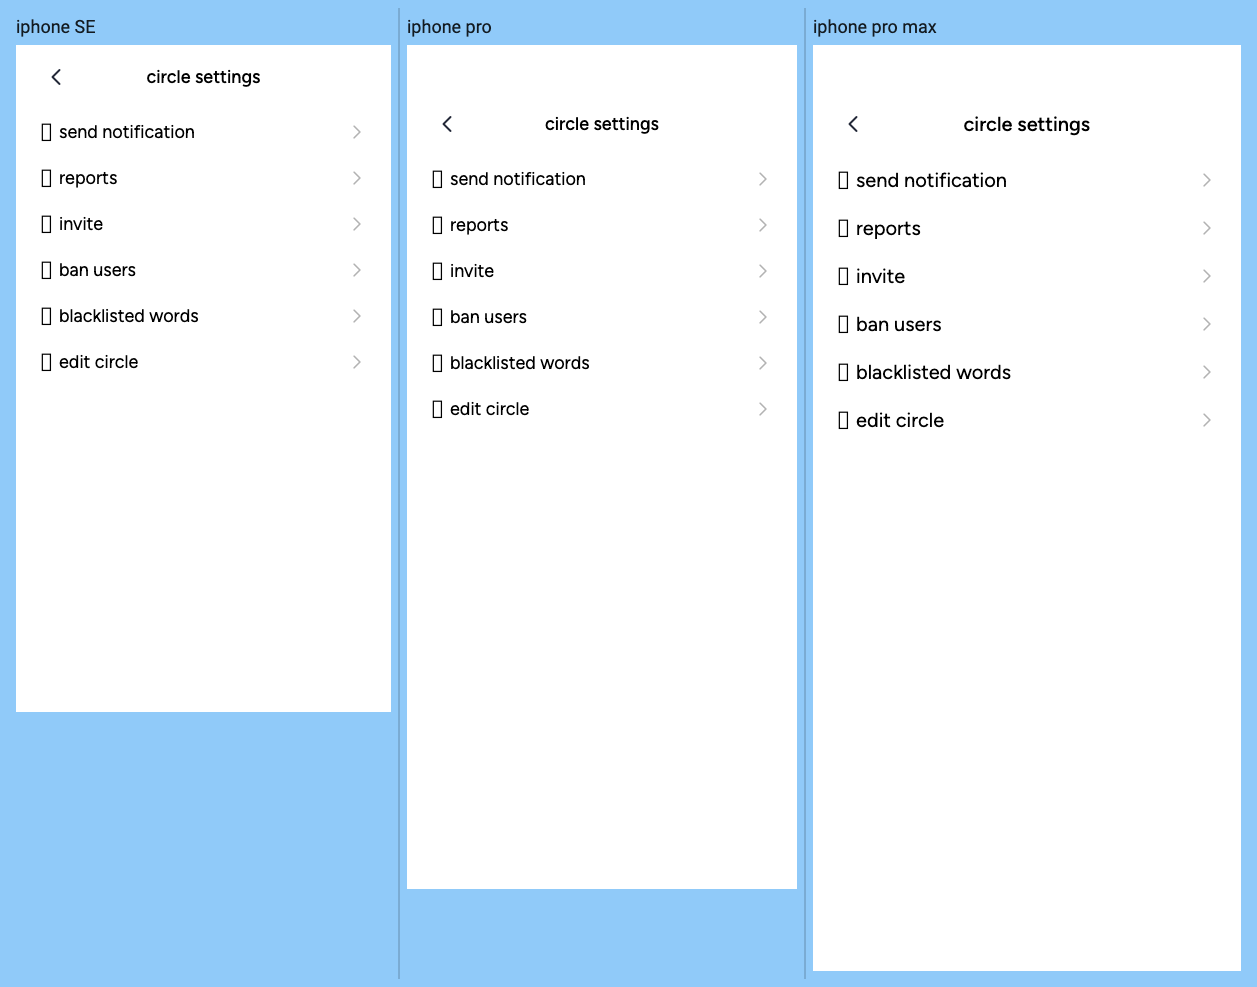 iphone SE
circle settings
send notification
reports
invite
ban users
blacklisted words
edit circle
iphone pro
circle settings
send notification
reports
invite
ban users
blacklisted words
edit circle
iphone pro max
circle settings
send notification
reports
invite
ban users
blacklisted words
edit circle